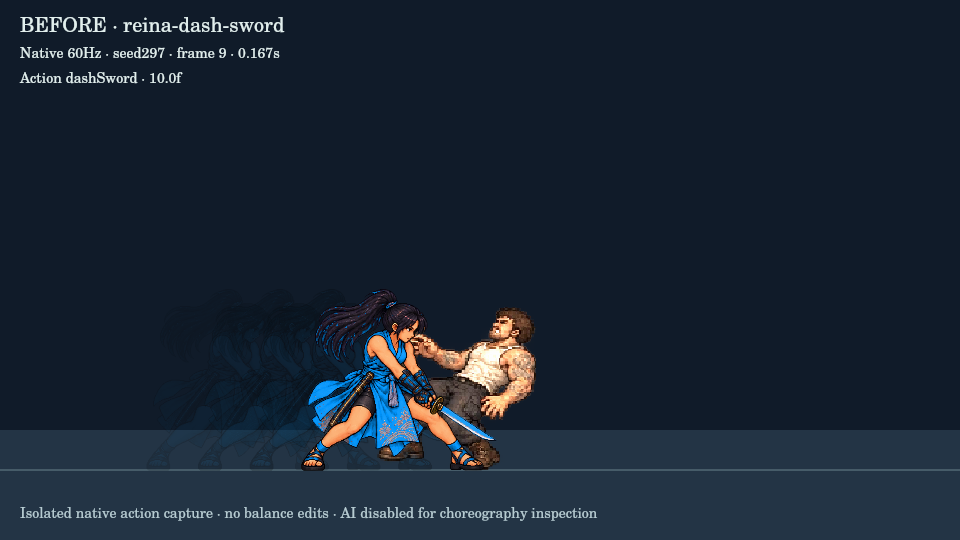 BEFORE · reina-dash-sword
Native 60Hz · seed297 · frame 9 · 0.167s
Action dashSword · 10.0f
Isolated native action capture · no balance edits · AI disabled for choreography inspection